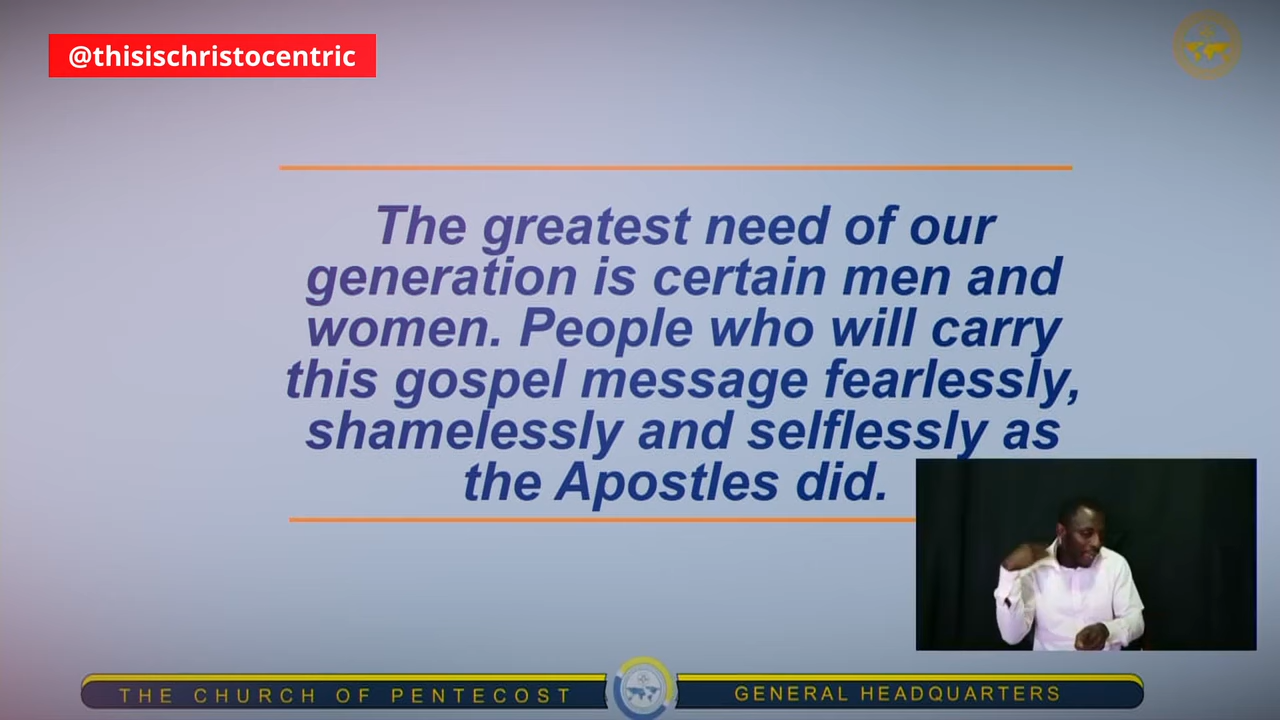 @thisischristocentric
The greatest need of our
generation is certain men and
women. People who will carry
this gospel message fearlessly,
shamelessly and selflessly as
the Apostles did.
THE CHURCH OF PENTECOST
GENERAL HEADQUARTERS